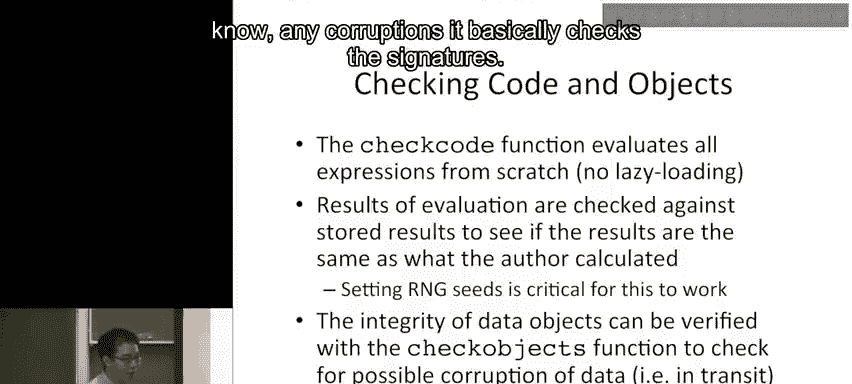 know, any corruptions it basically checks
the signatures.
Checking Code and Objects
• The checkcode function evaluates all
expressions from scratch (no lazy-loading)
• Results of evaluation are checked against
stored results to see if the results are the
same as what the author calculated
– Setting RNG seeds is critical for this to work
• The integrity of data objects can be verified
with the checkobjects function to check
for possible corruption of data (i.e. in transit)